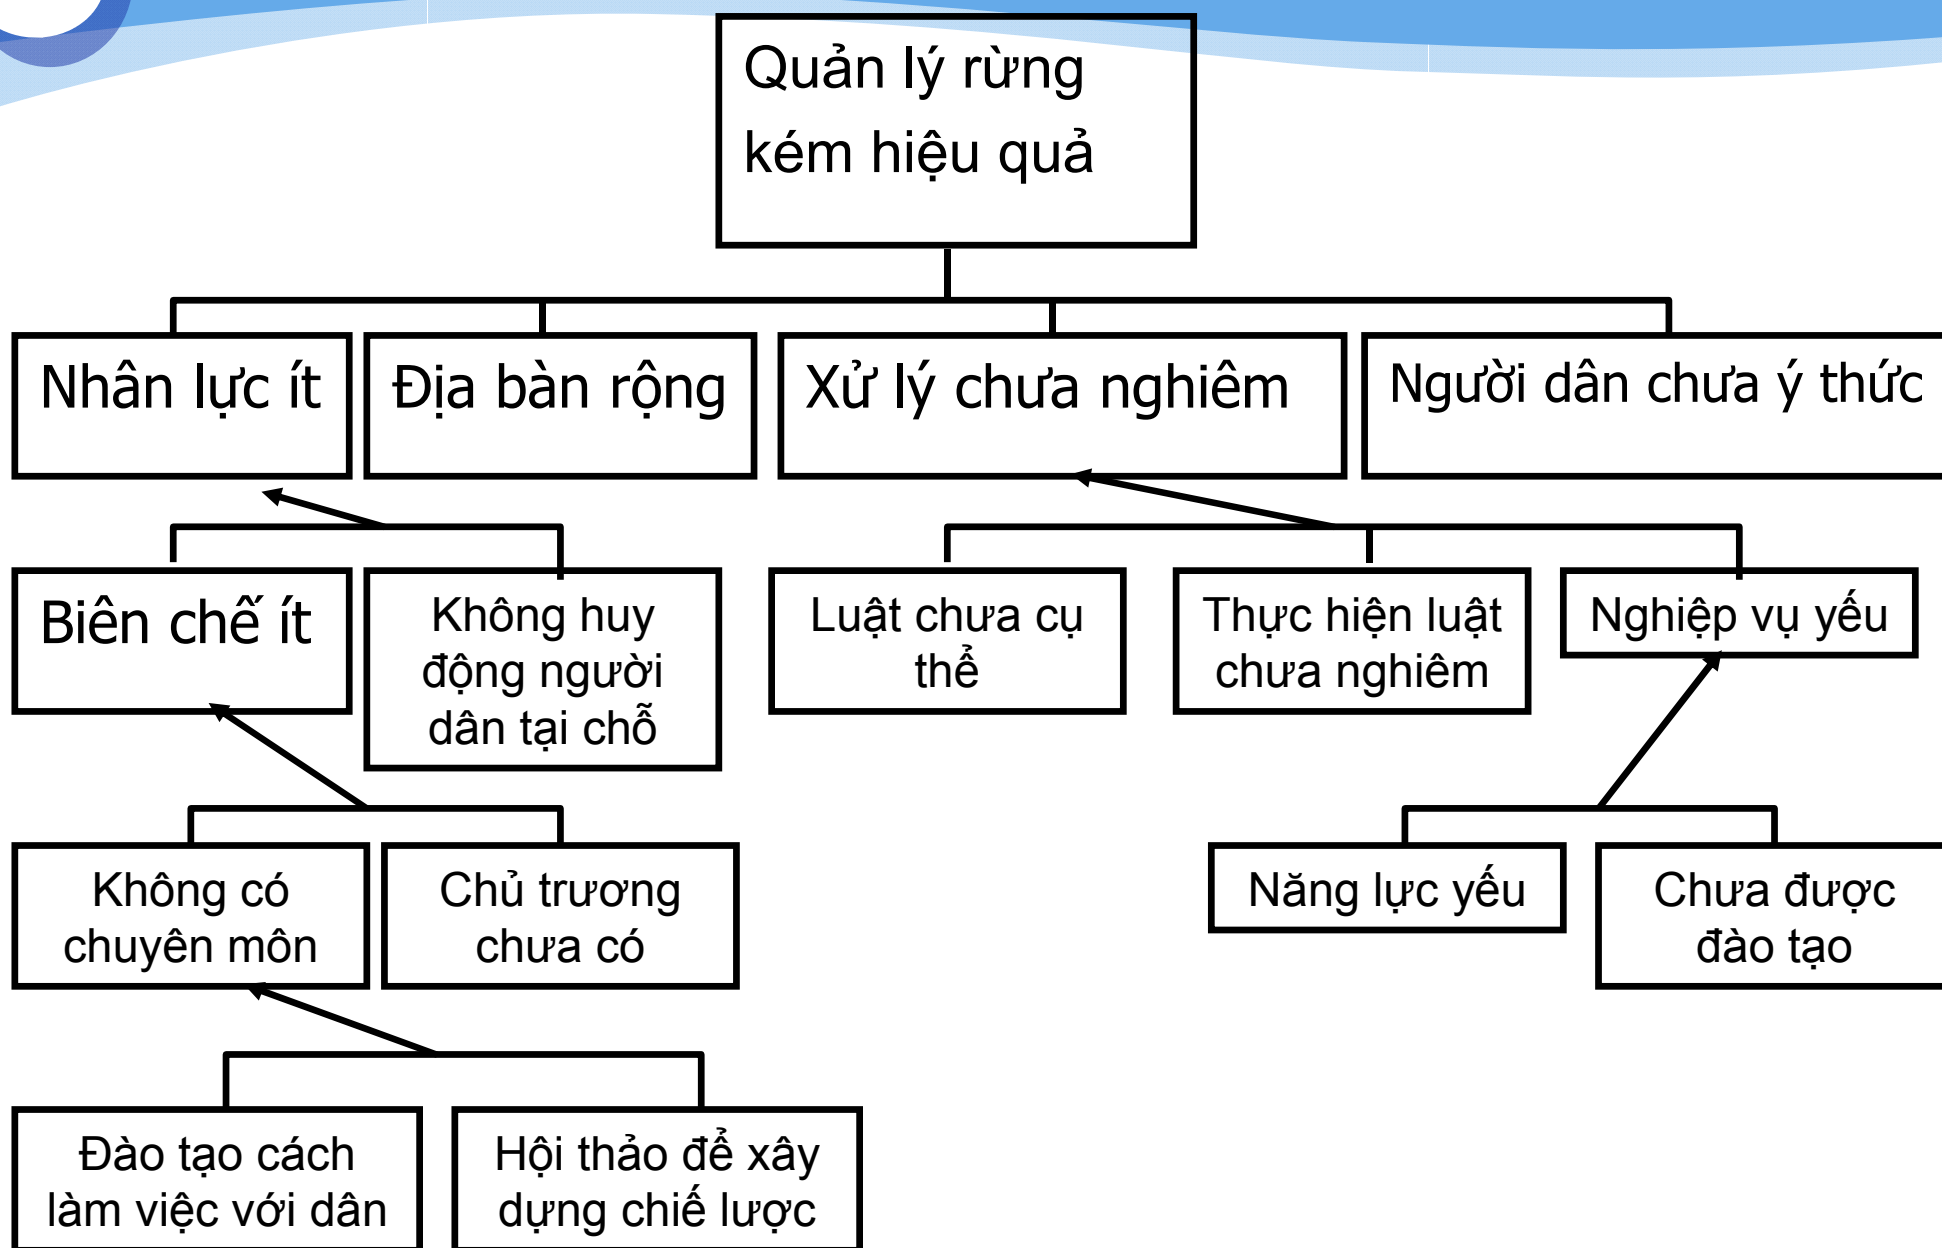 Quản lý rừng
kém hiệu quả
Nhân lực ít
Địa bàn rộng
Xử lý chưa nghiêm
Người dân chưa ý thức
Biên chế ít
Không huy
động người
dân tại chỗ
Luật chưa cụ
thể
Thực hiện luật
chưa nghiêm
Nghiệp vụ yếu
Không có
chuyên môn
Chủ trương
chưa có
Năng lực yếu
Chưa được
đào tạo
Đào tạo cách
làm việc với dân
Hội thảo để xây
dựng chiế lược